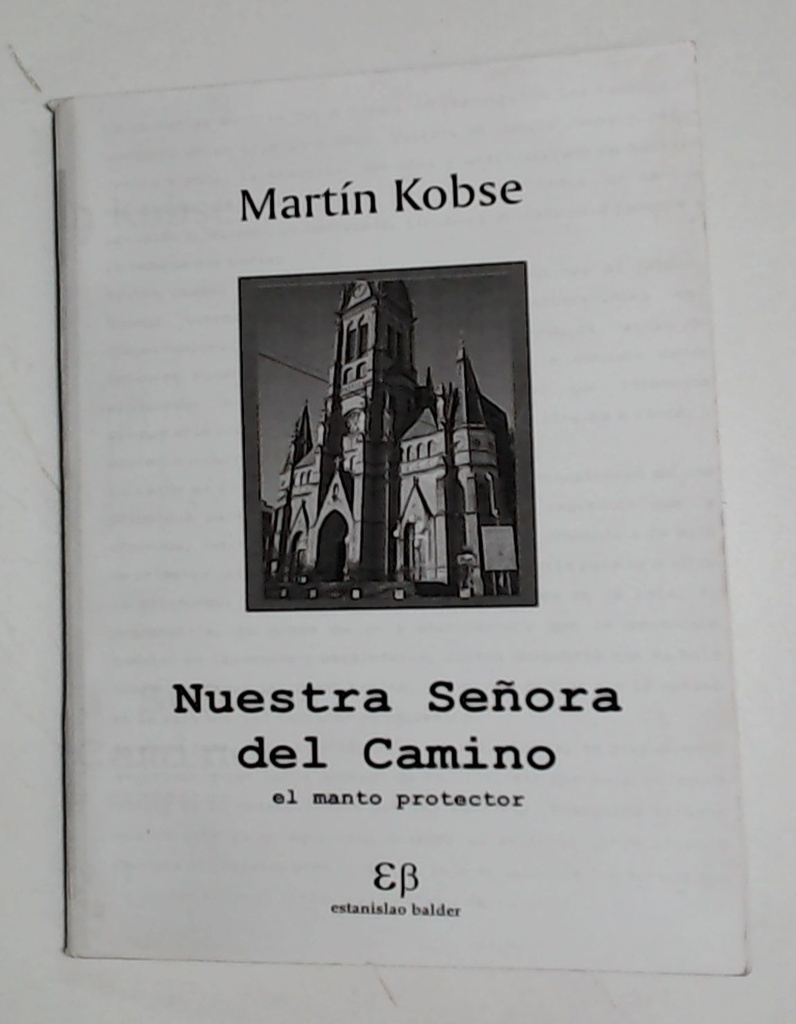 Martín Kobse
Nuestra Señora
del Camino
el manto protector
εβ
estanislao balder